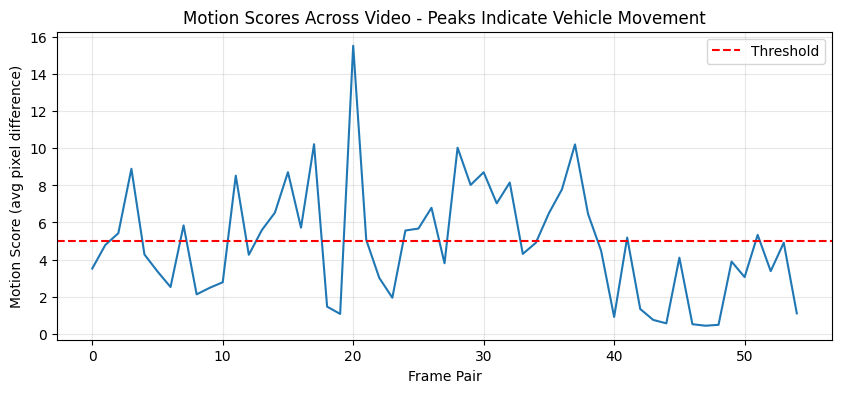 Motion Scores Across Video - Peaks Indicate Vehicle Movement
Threshold
Motion Score (avg pixel difference)
16
14
12
10
8
6
4
2
0
0 10 20 30 40 50
Frame Pair